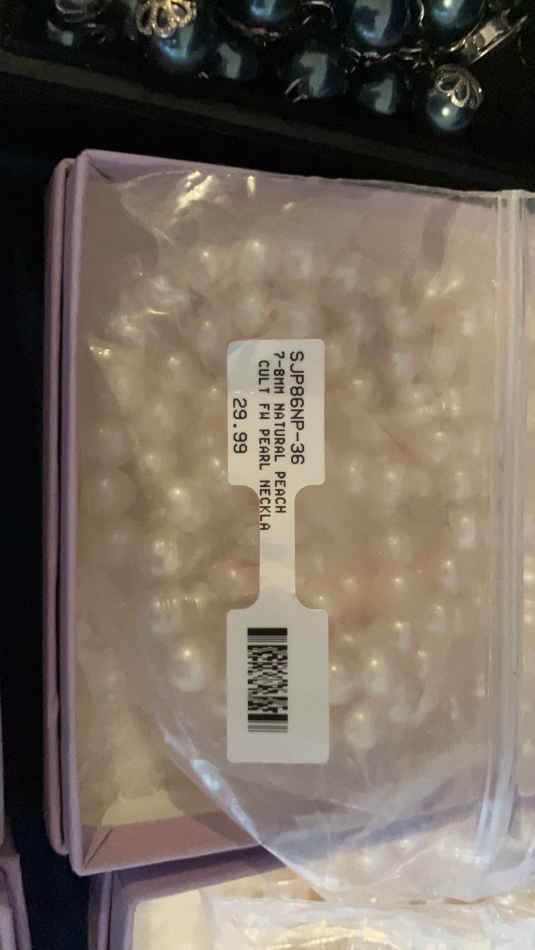 SJP86NP-36
7-8MM NATURAL PEACH
CULT FW PEARL NECKLA
29.99